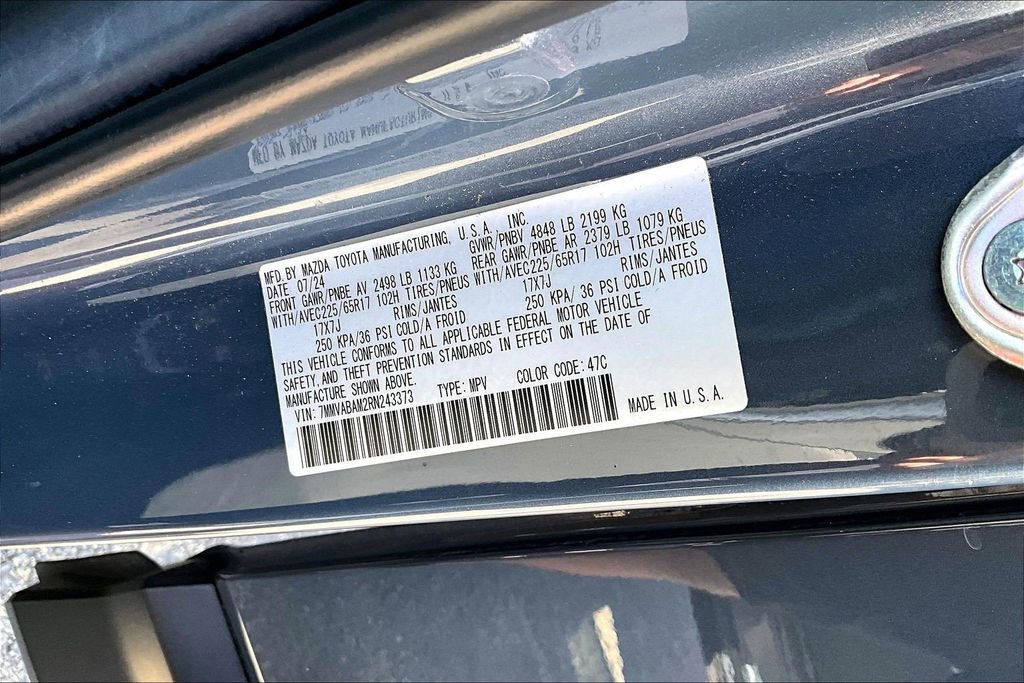 MFD. BY MAZDA TOYOTA MANUFACTURING, U.S.A., INC.
DATE 07/24 GVWR/PNBV 4848 LB 2199 KG
FRONT GAWR/PNBE AV 2498 LB 1133 KG REAR GAWR/PNBE AR 2379 LB 1079 KG
WITH/AVEC225/65R17 102H TIRES/PNEUS WITH/AVEC225/65R17 102H TIRES/PNEUS
17X7J RIMS/JANTES 17X7J RIMS/JANTES
250 KPA/36 PSI COLD/A FROID 250 KPA/ 36 PSI COLD/A FROID
THIS VEHICLE CONFORMS TO ALL APPLICABLE FEDERAL MOTOR VEHICLE
SAFETY, AND THEFT PREVENTION STANDARDS IN EFFECT ON THE DATE OF
MANUFACTURE SHOWN ABOVE.
VIN: 7MMVABAM2RN243373 TYPE: MPV COLOR CODE: 47C
MADE IN U.S.A.